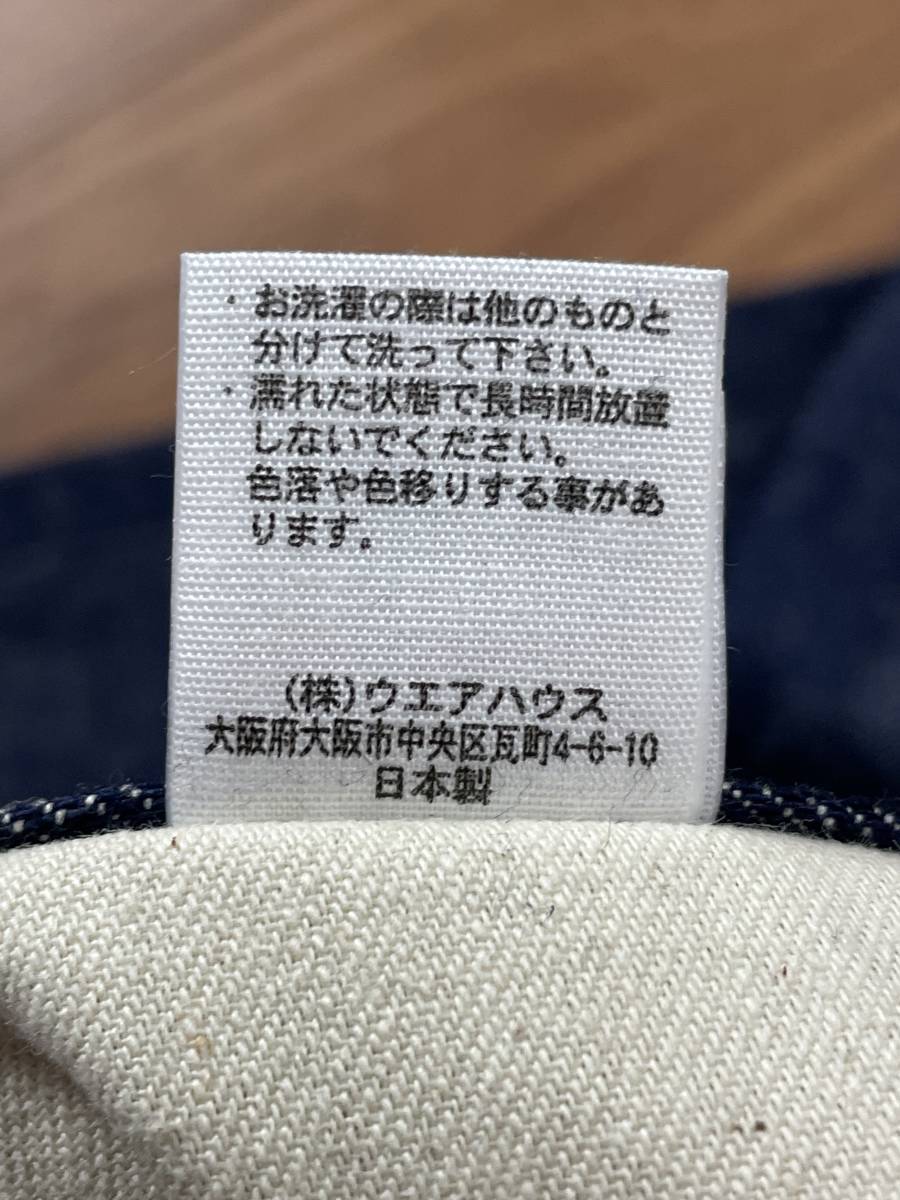 ・お洗濯の際は他のものと
分けて洗って下さい。
・濡れた状態で長時間放置
しないでください。
色落や色移りする事があ
ります。
(株)ウエアハウス
大阪府大阪市中央区瓦町4-6-10
日本製